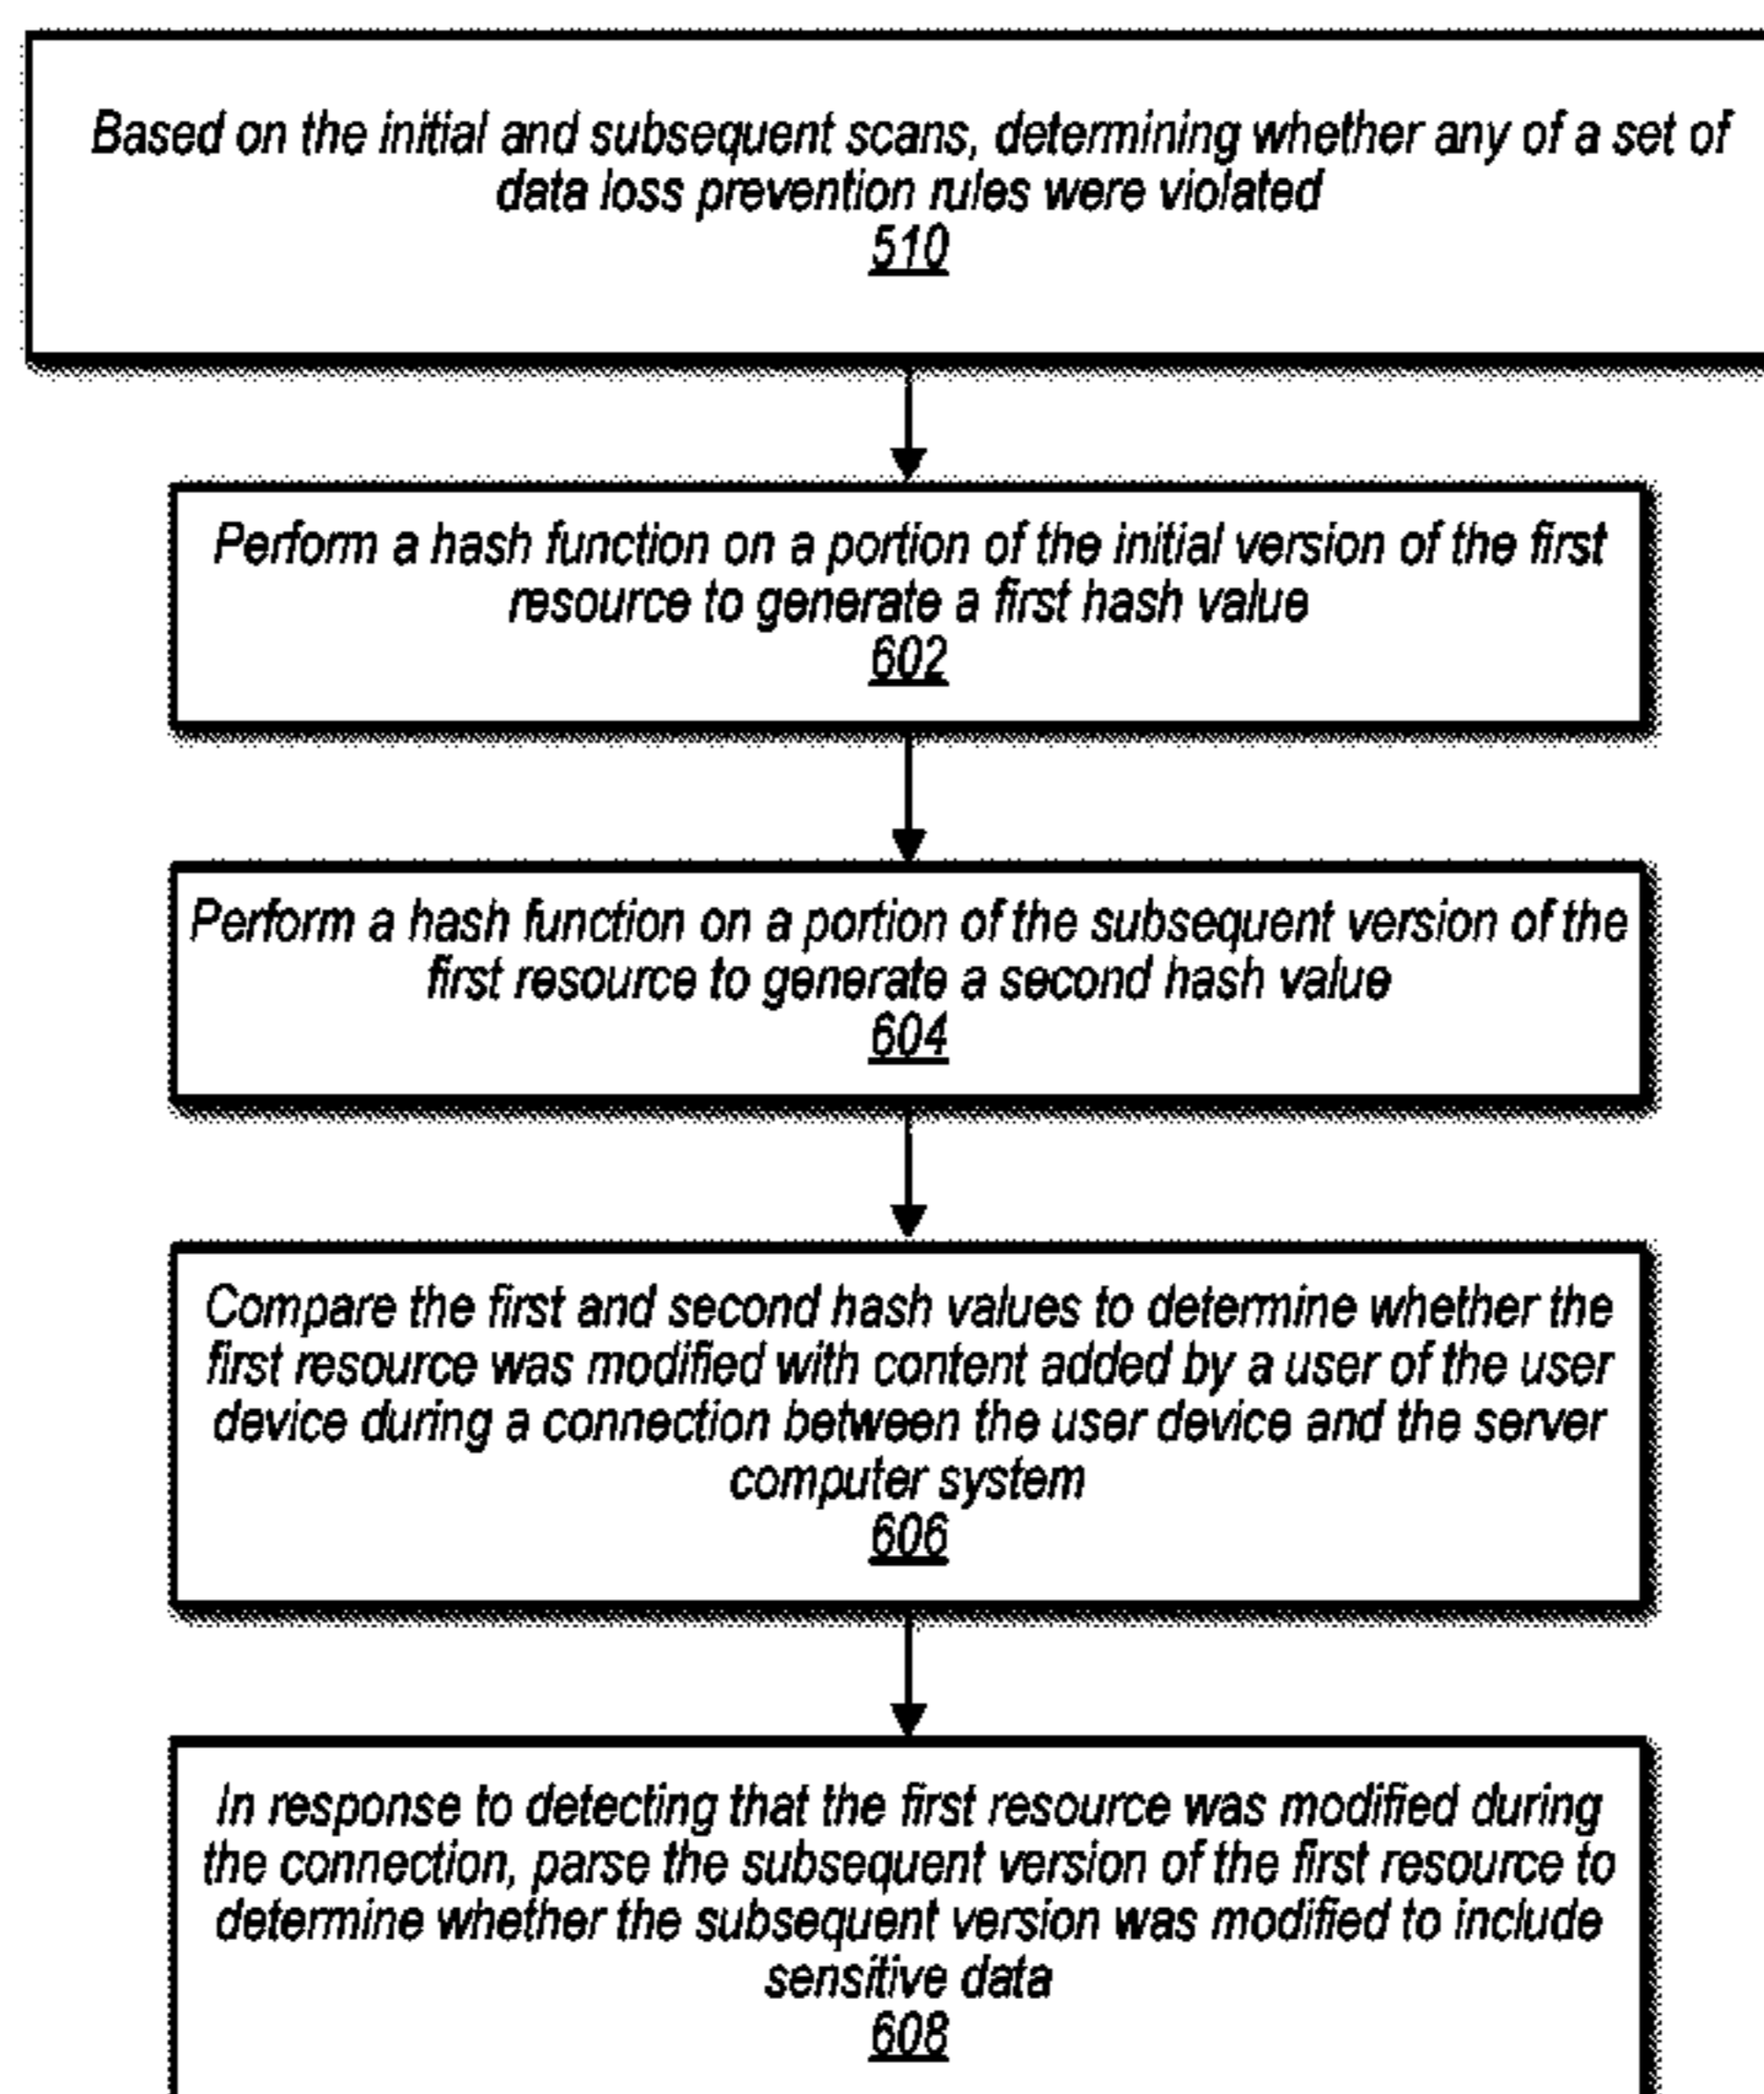 Based on the initial and subsequent scans, determining whether any of a set of
data loss prevention rules were violated
510
Perform a hash function on a portion of the initial version of the first
resource to generate a first hash value
602
Perform a hash function on a portion of the subsequent version of the
first resource to generate a second hash value
604
Compare the first and second hash values to determine whether the
first resource was modified with content added by a user of the user
device during a connection between the user device and the server
computer system
606
In response to detecting that the first resource was modified during
the connection, parse the subsequent version of the first resource to
determine whether the subsequent version was modified to include
sensitive data
608